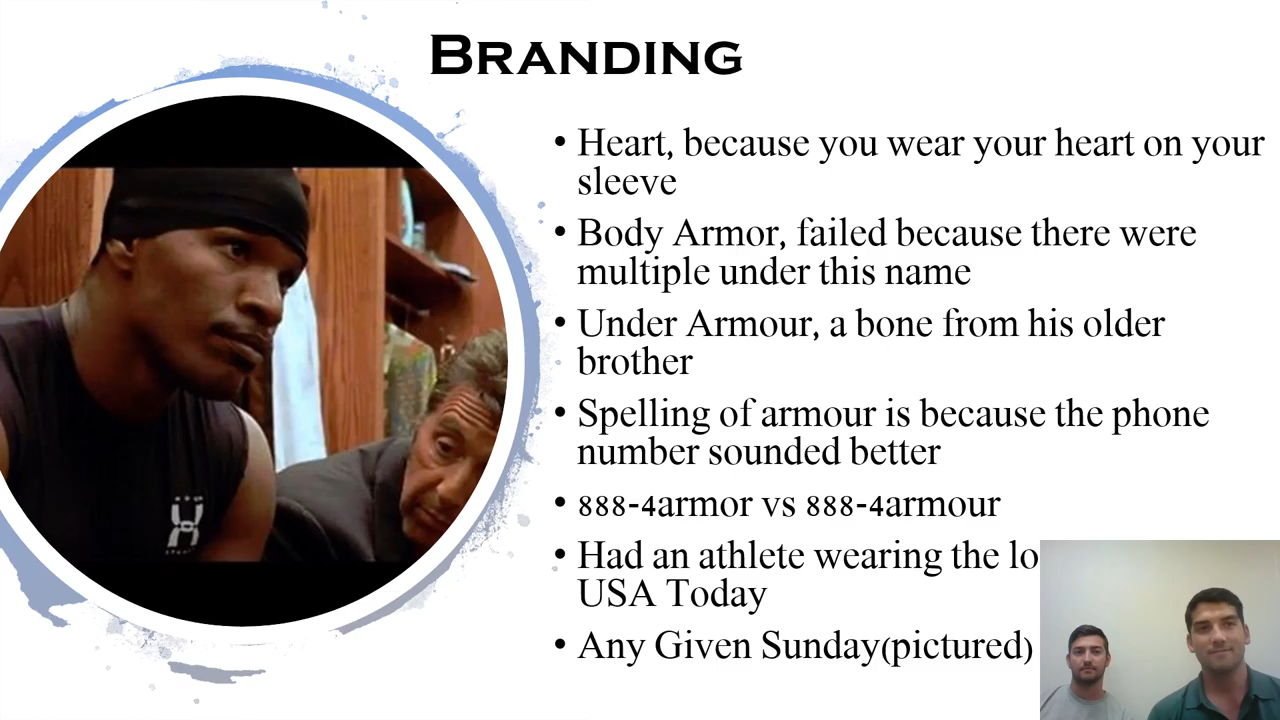 BRANDING
• Heart, because you wear your heart on your
sleeve
• Body Armor, failed because there were
multiple under this name
• Under Armour, a bone from his older
brother
• Spelling of armour is because the phone
number sounded better
• 888-4armor vs 888-4armour
• Had an athlete wearing the lo
USA Today
• Any Given Sunday(pictured)